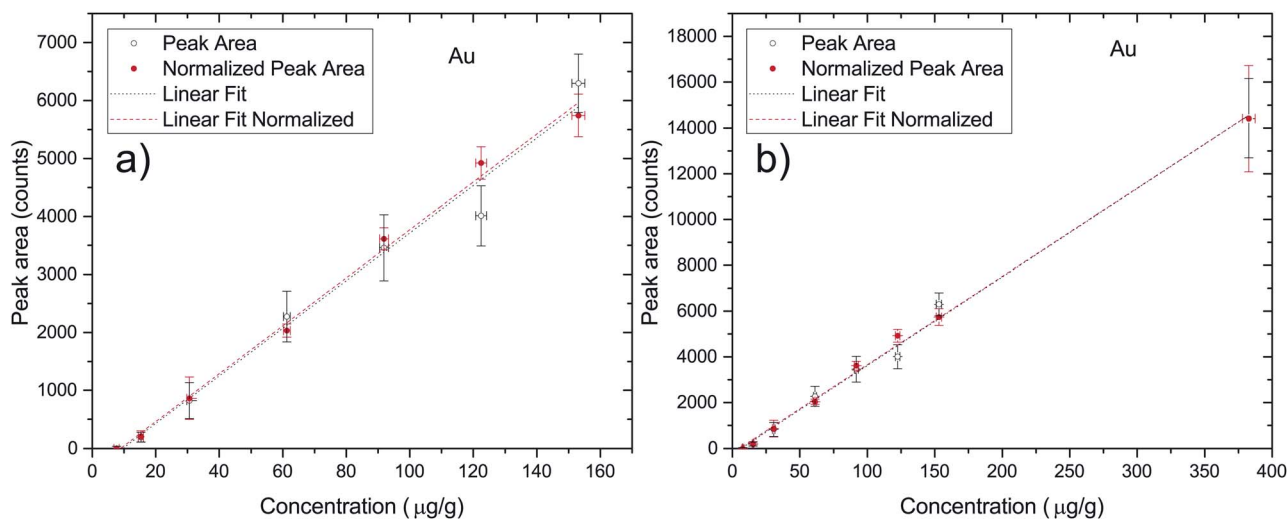 Peak Area
Normalized Peak Area
Linear Fit
Linear Fit Normalized
Au
a)
7000
6000
5000
4000
3000
2000
1000
0
0 20 40 60 80 100 120 140 160
Peak area (counts)
Concentration ( μg/g)
Peak Area
Normalized Peak Area
Linear Fit
Linear Fit Normalized
Au
b)
18000
16000
14000
12000
10000
8000
6000
4000
2000
0
0 50 100 150 200 250 300 350 400
Peak area (counts)
Concentration ( μg/g)